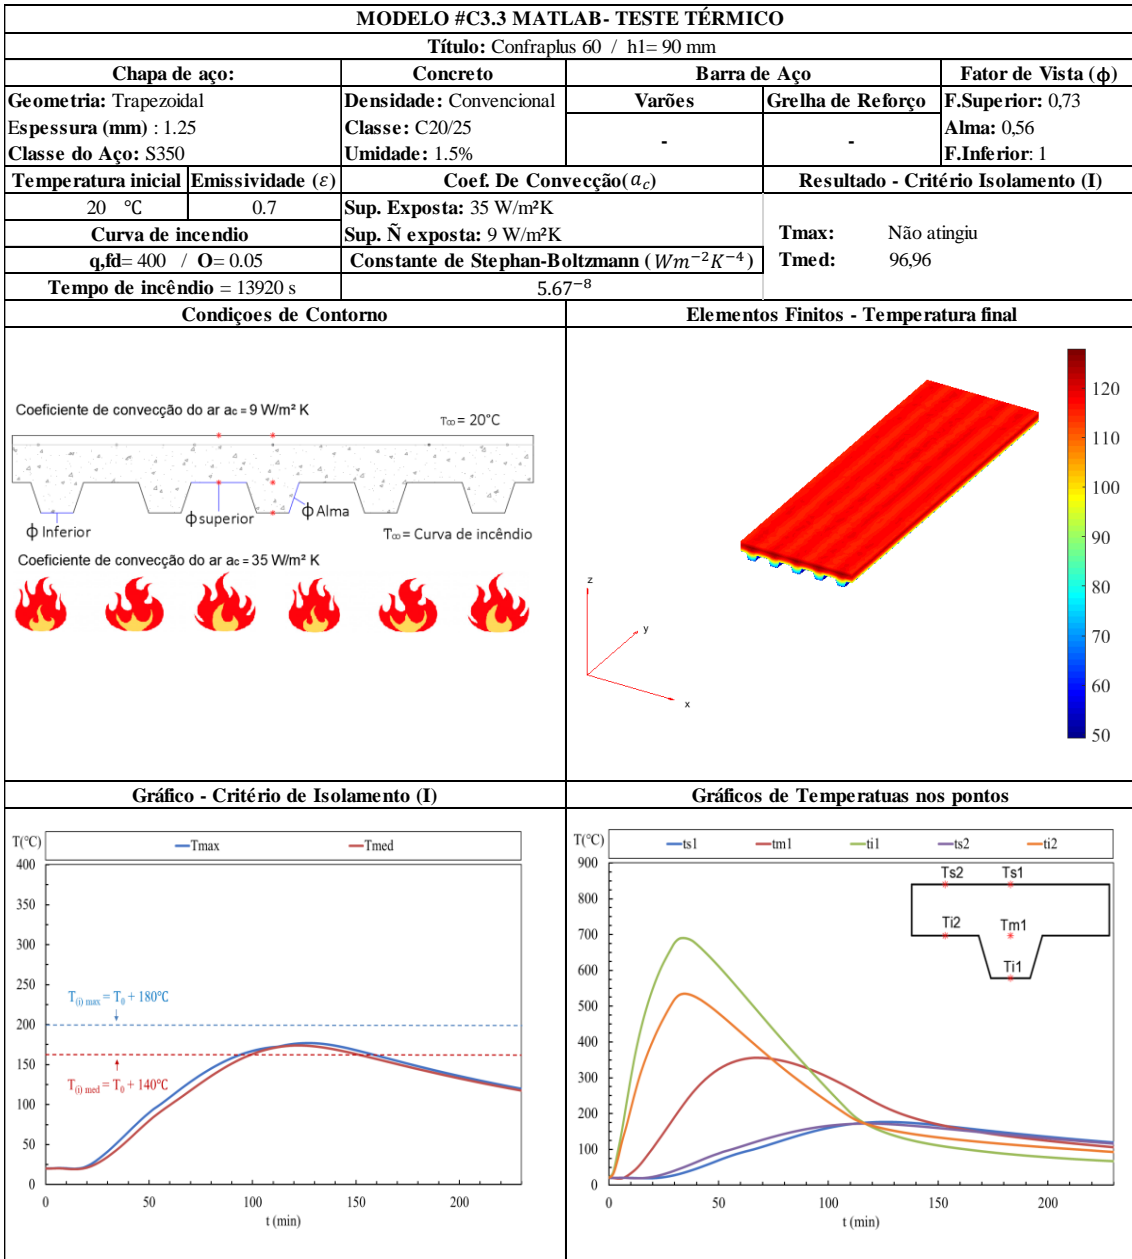 MODELO #C3.3 MATLAB- TESTE TÉRMICO
Título: Confraplus 60 / h1= 90 mm
Chapa de aço: Concreto Barra de Aço Fator de Vista (ϕ)
Geometria: Trapezoidal Densidade: Convencional Varões Grelha de Reforço F.Superior: 0,73
Espessura (mm) : 1.25 Classe: C20/25 - - Alma: 0,56
Classe do Aço: S350 Umidade: 1.5% F.Inferior: 1
Temperatura inicial Emissividade (ε) Coef. De Convecção(a_c) Resultado - Critério Isolamento (I)
20 °C 0.7 Sup. Exposta: 35 W/m²K
Curva de incendio Sup. Ñ exposta: 9 W/m²K Tmax: Não atingiu
q,fd= 400 / O= 0.05 Constante de Stephan-Boltzmann (Wm⁻²K⁻⁴) Tmed: 96,96
Tempo de incêndio = 13920 s 5.67⁻⁸
Condiçoes de Contorno Elementos Finitos - Temperatura final
Coeficiente de convecção do ar ac = 9 W/m² K
T∞ = 20°C
ϕ Inferior
ϕ superior
ϕ Alma
T∞ = Curva de incêndio
Coeficiente de convecção do ar ac = 35 W/m² K
z
y
x
120
110
100
90
80
70
60
50
Gráfico - Critério de Isolamento (I) Gráficos de Temperatuas nos pontos
T(°C)
Tmax Tmed
400
350
300
250
200
150
100
50
0
T(i) max = T0 + 180°C
T(i) med = T0 + 140°C
0 50 100 150 200
t (min)
T(°C)
ts1 tm1 ti1 ts2 ti2
900
800
700
600
500
400
300
200
100
0
Ts2 Ts1
Ti2 Tm1
Ti1
0 50 100 150 200
t (min)